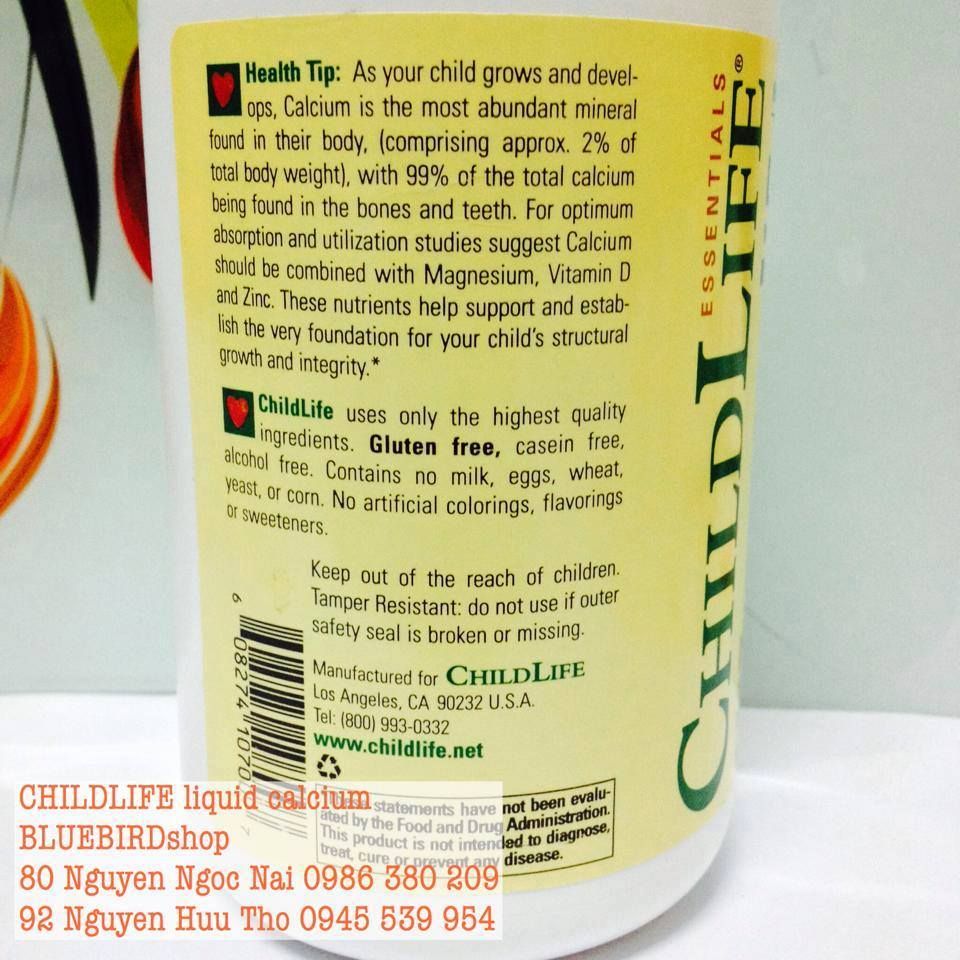 Health Tip: As your child grows and devel-
ops, Calcium is the most abundant mineral
found in their body, (comprising approx. 2% of
total body weight), with 99% of the total calcium
being found in the bones and teeth. For optimum
absorption and utilization studies suggest Calcium
should be combined with Magnesium, Vitamin D
and Zinc. These nutrients help support and estab-
lish the very foundation for your child's structural
growth and integrity.*
ChildLife uses only the highest quality
ingredients. Gluten free, casein free,
alcohol free. Contains no milk, eggs, wheat,
yeast, or corn. No artificial colorings, flavorings
or sweeteners.
Keep out of the reach of children.
Tamper Resistant: do not use if outer
safety seal is broken or missing.
Manufactured for CHILDLIFE
Los Angeles, CA 90232 U.S.A.
Tel: (800) 993-0332
www.childlife.net
6 08274 1070
These statements have not been evalu-
ated by the Food and Drug Administration.
This product is not intended to diagnose,
treat, cure or prevent any disease.
ESSENTIALS
CHILDLIFE®
CHILDLIFE liquid calcium
BLUEBIRDshop
80 Nguyen Ngoc Nai 0986 380 209
92 Nguyen Huu Tho 0945 539 954